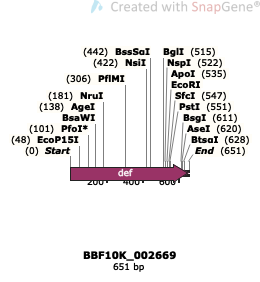 Created with SnapGene®
(442) BssSαI BglI (515)
(422) NsiI NspI (522)
(306) PflMI ApoI (535)
EcoRI
(181) NruI SfcI (547)
(138) AgeI PstI (551)
BsaWI BsgI (611)
(101) PfoI* AseI (620)
(48) EcoP15I BtsαI (628)
(0) Start End (651)
def
200 400 600
BBF10K_002669
651 bp